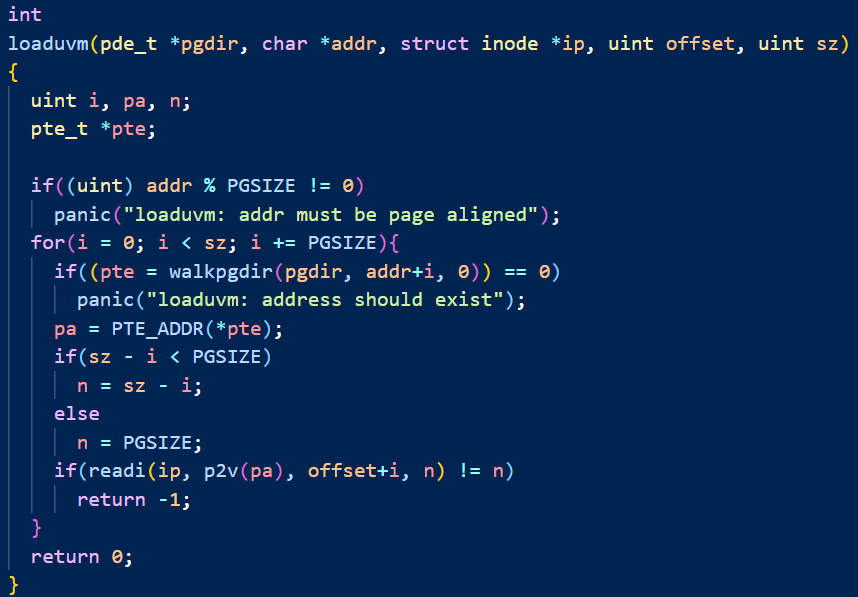 int
loaduvm(pde_t *pgdir, char *addr, struct inode *ip, uint offset, uint sz)
{
  uint i, pa, n;
  pte_t *pte;

  if((uint) addr % PGSIZE != 0)
    panic("loaduvm: addr must be page aligned");
  for(i = 0; i < sz; i += PGSIZE){
    if((pte = walkpgdir(pgdir, addr+i, 0)) == 0)
      panic("loaduvm: address should exist");
    pa = PTE_ADDR(*pte);
    if(sz - i < PGSIZE)
      n = sz - i;
    else
      n = PGSIZE;
    if(readi(ip, p2v(pa), offset+i, n) != n)
      return -1;
  }
  return 0;
}